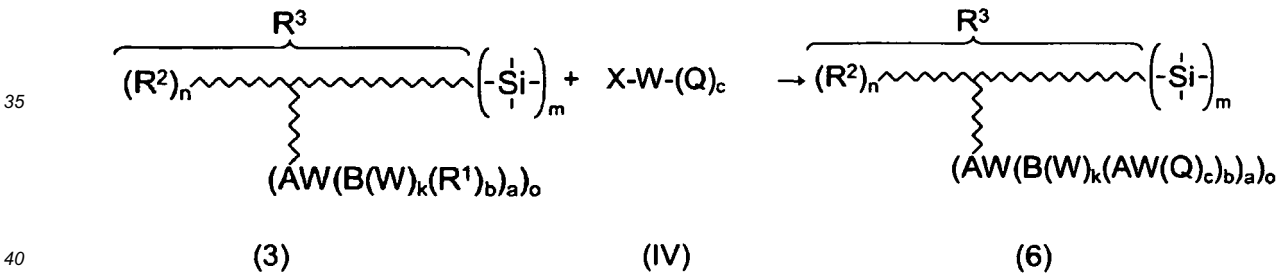 R³ R³
35 (R²)ₙ (-Si-)ₘ + X-W-(Q)c → (R²)ₙ (-Si-)ₘ
(AW(B(W)ₖ(R¹)b)ₐ)ₒ (AW(B(W)ₖ(AW(Q)c)b)ₐ)ₒ
40 (3) (IV) (6)